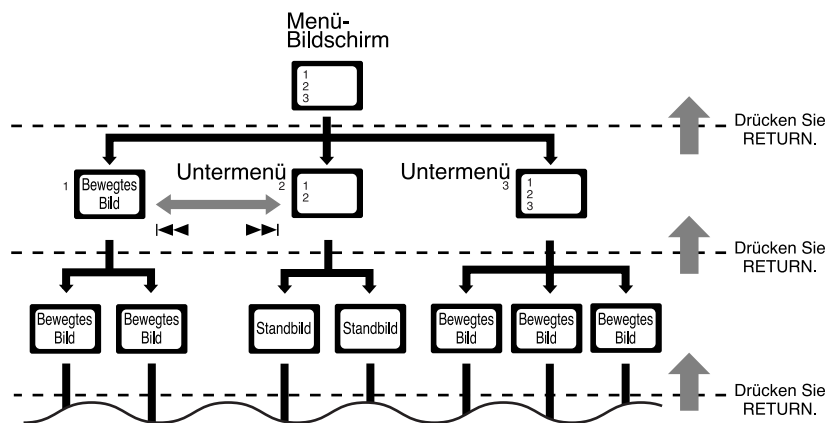 Menü-
Bildschirm
1
2
3
Drücken Sie
RETURN.
1
Bewegtes
Bild
Untermenü
2
1
2
Untermenü
3
1
2
3
Drücken Sie
RETURN.
Bewegtes
Bild
Bewegtes
Bild
Standbild
Standbild
Bewegtes
Bild
Bewegtes
Bild
Bewegtes
Bild
Drücken Sie
RETURN.